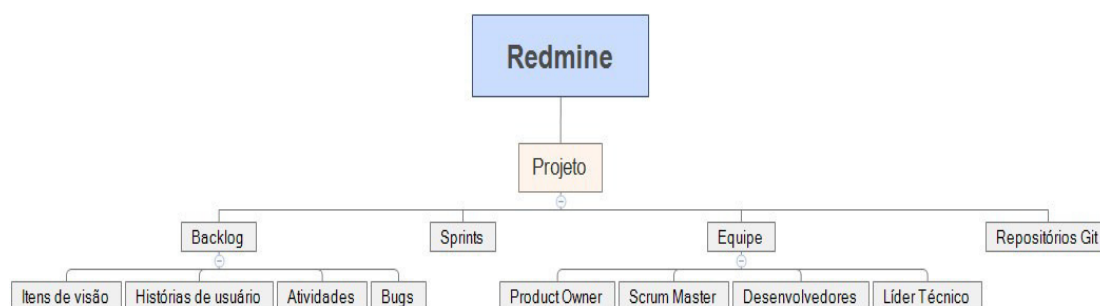 Redmine
Projeto
Backlog
Sprints
Equipe
Repositórios Git
Itens de visão
Histórias de usuário
Atividades
Bugs
Product Owner
Scrum Master
Desenvolvedores
Líder Técnico